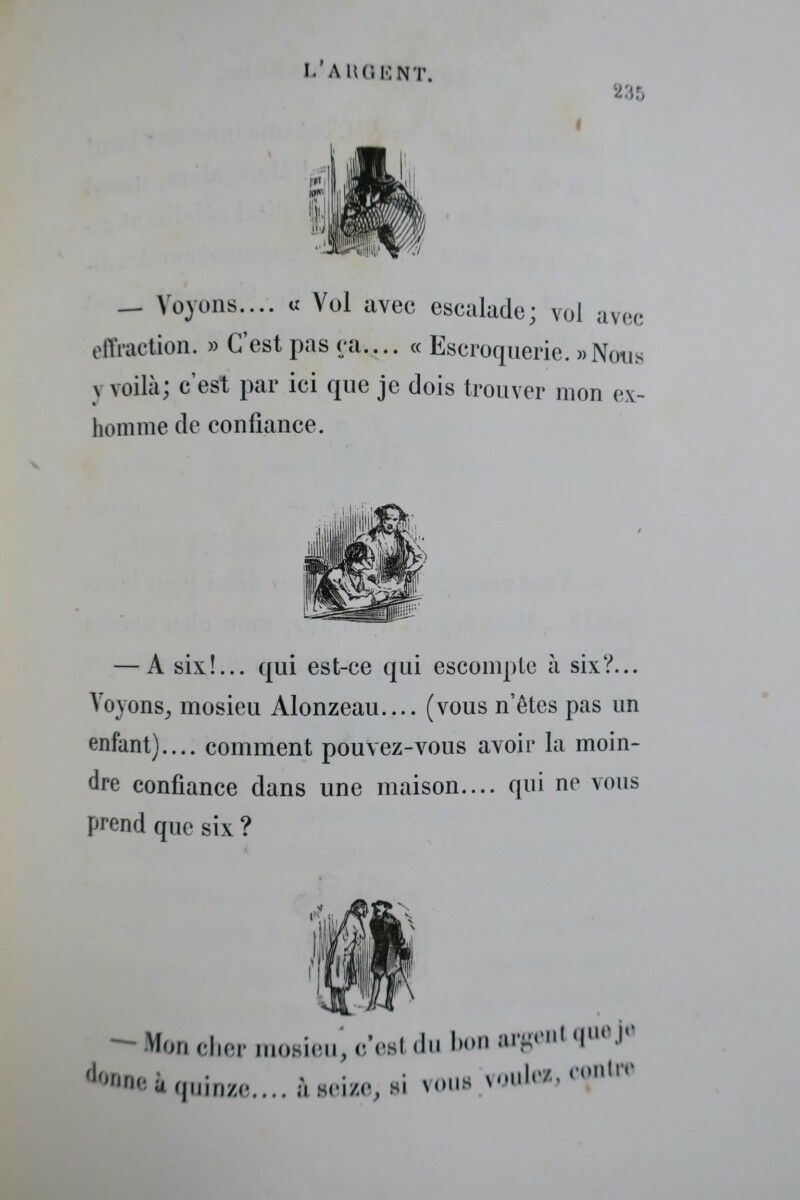 L'ARGENT.
235
— Voyons.... « Vol avec escalade; vol avec
effraction. » C'est pas ça.... « Escroquerie. » Nous
y voilà; c'est par ici que je dois trouver mon ex-
homme de confiance.
— A six!... qui est-ce qui escompte à six?...
Voyons, mosieu Alonzeau.... (vous n'êtes pas un
enfant).... comment pouvez-vous avoir la moin-
dre confiance dans une maison.... qui ne vous
prend que six ?
— Mon cher mosieu, c'est du bon argent que je
donne à quinze.... à seize, si vous voulez, contre